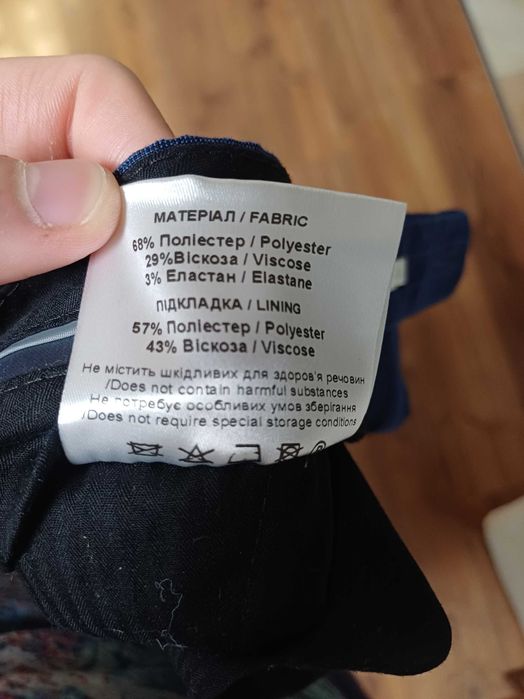 МАТЕРІАЛ / FABRIC
68% Поліестер / Polyester
29%Віскоза / Viscose
3% Еластан / Elastane
ПІДКЛАДКА / LINING
57% Поліестер / Polyester
43% Віскоза / Viscose
Не містить шкідливих для здоров'я речовин
/Does not contain harmful substances
Не потребує особливих умов зберігання
/Does not require special storage conditions